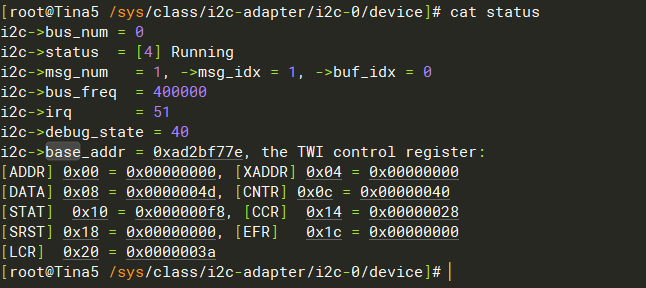 [root@Tina5 /sys/class/i2c-adapter/i2c-0/device]# cat status
i2c->bus_num = 0
i2c->status  = [4] Running
i2c->msg_num   = 1, ->msg_idx = 1, ->buf_idx = 0
i2c->bus_freq  = 400000
i2c->irq       = 51
i2c->debug_state = 40
i2c->base_addr = 0xad2bf77e, the TWI control register:
[ADDR] 0x00 = 0x00000000, [XADDR] 0x04 = 0x00000000
[DATA] 0x08 = 0x0000004d, [CNTR] 0x0c = 0x00000040
[STAT]  0x10 = 0x000000f8, [CCR]  0x14 = 0x00000028
[SRST] 0x18 = 0x00000000, [EFR]   0x1c = 0x00000000
[LCR]  0x20 = 0x0000003a
[root@Tina5 /sys/class/i2c-adapter/i2c-0/device]#